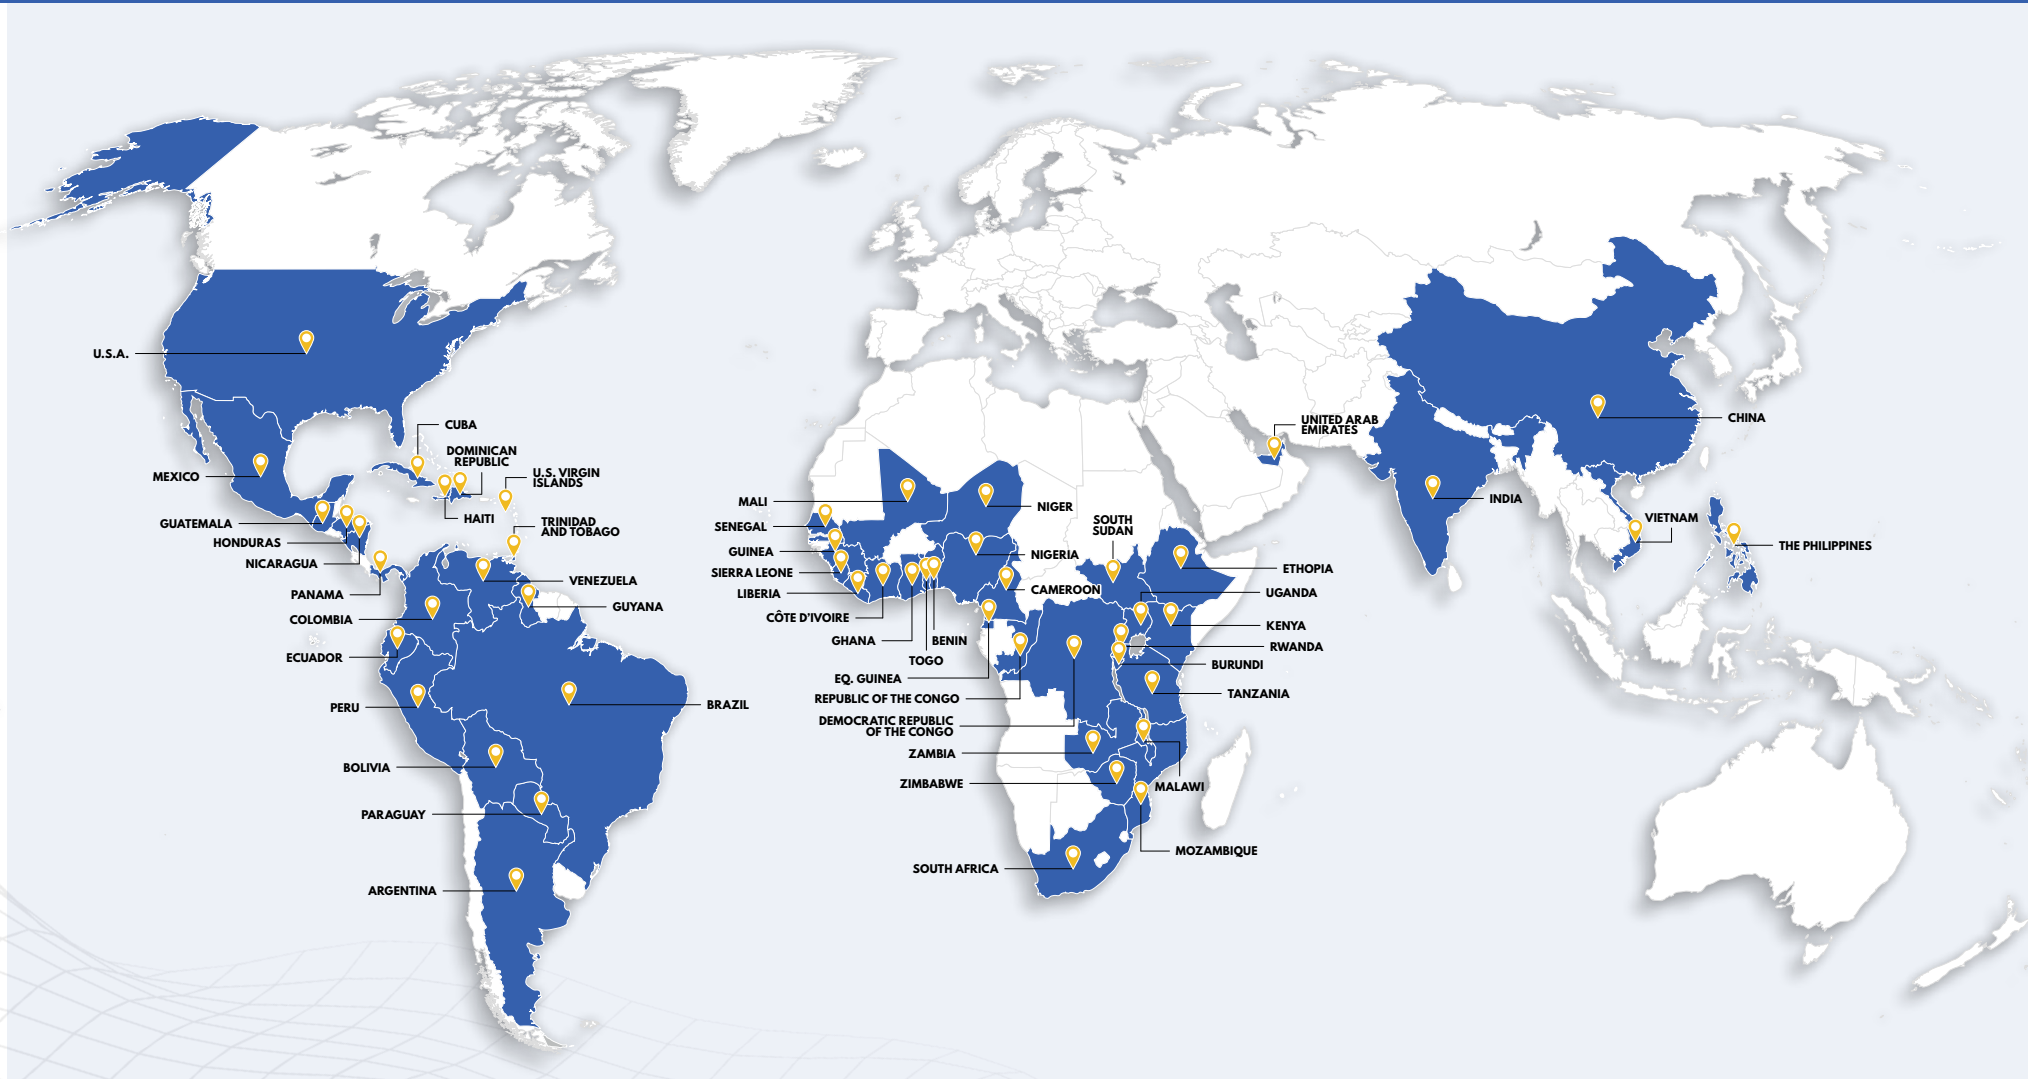 U.S.A.
MEXICO
GUATEMALA
HONDURAS
NICARAGUA
PANAMA
COLOMBIA
ECUADOR
PERU
BOLIVIA
PARAGUAY
ARGENTINA
CUBA
DOMINICAN
REPUBLIC
U.S. VIRGIN
ISLANDS
HAITI
TRINIDAD
AND TOBAGO
VENEZUELA
GUYANA
BRAZIL
MALI
SENEGAL
GUINEA
SIERRA LEONE
LIBERIA
CÔTE D'IVOIRE
GHANA
TOGO
BENIN
EQ. GUINEA
REPUBLIC OF THE CONGO
DEMOCRATIC REPUBLIC
OF THE CONGO
ZAMBIA
ZIMBABWE
SOUTH AFRICA
NIGER
NIGERIA
CAMEROON
SOUTH
SUDAN
ETHIOPIA
UGANDA
KENYA
RWANDA
BURUNDI
TANZANIA
MALAWI
MOZAMBIQUE
UNITED ARAB
EMIRATES
INDIA
CHINA
VIETNAM
THE PHILIPPINES